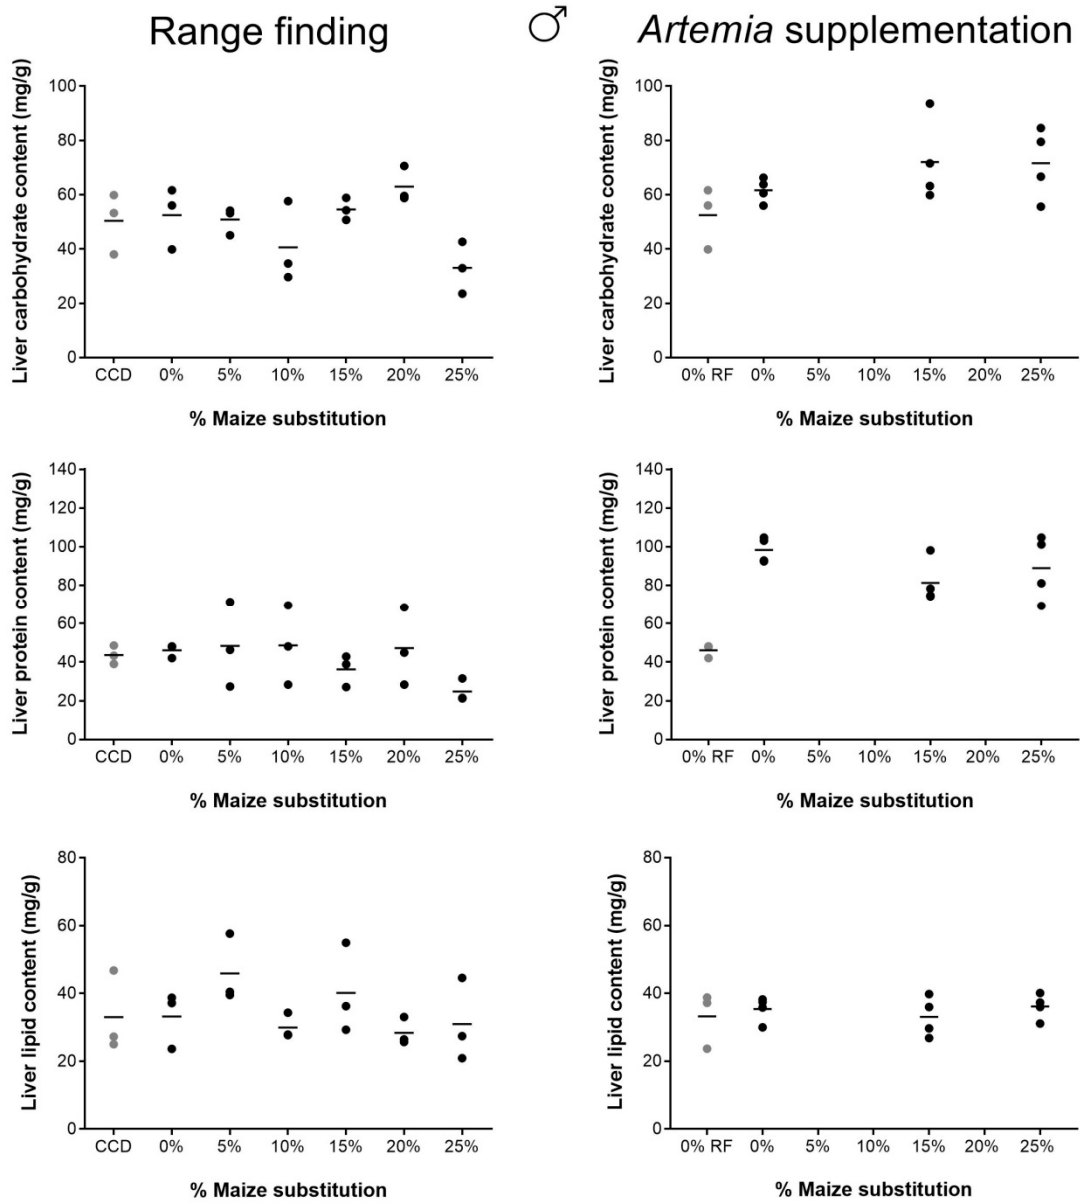 Range finding
♂
Artemia supplementation
Liver carbohydrate content (mg/g)
100
80
60
40
20
0
CCD 0% 5% 10% 15% 20% 25%
% Maize substitution
Liver carbohydrate content (mg/g)
100
80
60
40
20
0
0% RF 0% 5% 10% 15% 20% 25%
% Maize substitution
Liver protein content (mg/g)
140
120
100
80
60
40
20
0
CCD 0% 5% 10% 15% 20% 25%
% Maize substitution
Liver protein content (mg/g)
140
120
100
80
60
40
20
0
0% RF 0% 5% 10% 15% 20% 25%
% Maize substitution
Liver lipid content (mg/g)
80
60
40
20
0
CCD 0% 5% 10% 15% 20% 25%
% Maize substitution
Liver lipid content (mg/g)
80
60
40
20
0
0% RF 0% 5% 10% 15% 20% 25%
% Maize substitution